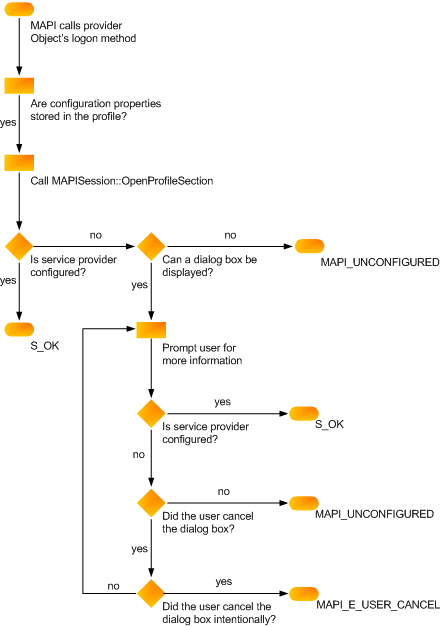 MAPI calls provider
Object's logon method
Are configuration properties
stored in the profile?
yes
Call MAPISession::OpenProfileSection
no
no
Is service provider
configured?
Can a dialog box be
displayed?
MAPI_UNCONFIGURED
yes
yes
S_OK
Prompt user for
more information
yes
Is service provider
configured?
S_OK
no
no
Did the user cancel
the dialog box?
MAPI_UNCONFIGURED
yes
no
yes
Did the user cancel the
dialog box intentionally?
MAPI_E_USER_CANCEL